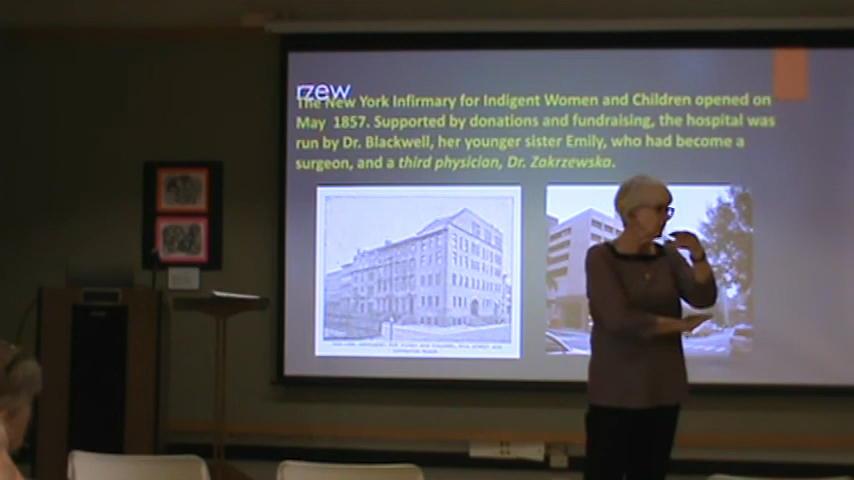 rzew
The New York Infirmary for Indigent Women and Children opened on
May 1857. Supported by donations and fundraising, the hospital was
run by Dr. Blackwell, her younger sister Emily, who had become a
surgeon, and a third physician, Dr. Zakrzewska.